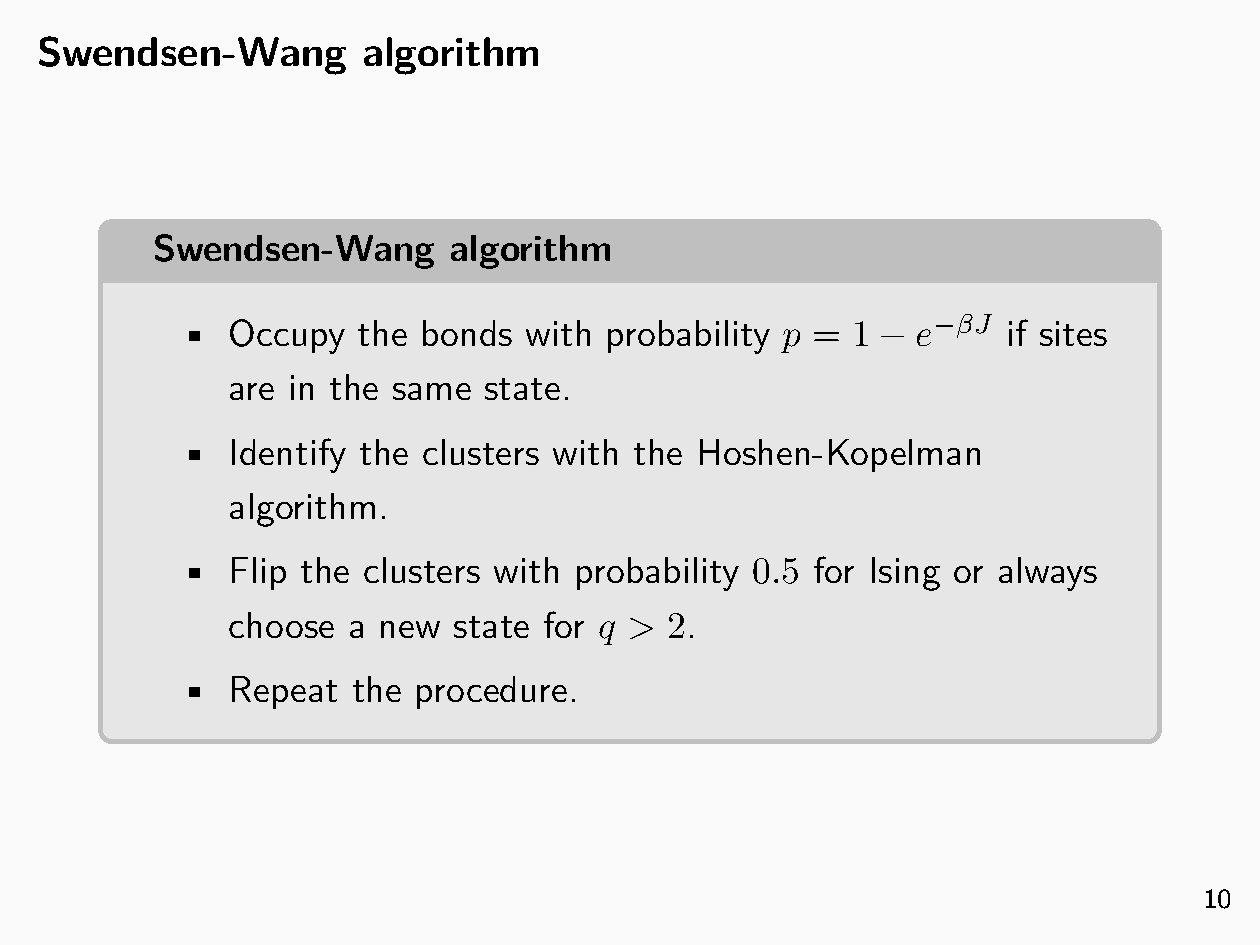 Swendsen-Wang algorithm
Swendsen-Wang algorithm
▪ Occupy the bonds with probability $p = 1 - e^{-\beta J}$ if sites
are in the same state.
▪ Identify the clusters with the Hoshen-Kopelman
algorithm.
▪ Flip the clusters with probability 0.5 for Ising or always
choose a new state for $q > 2$.
▪ Repeat the procedure.
10